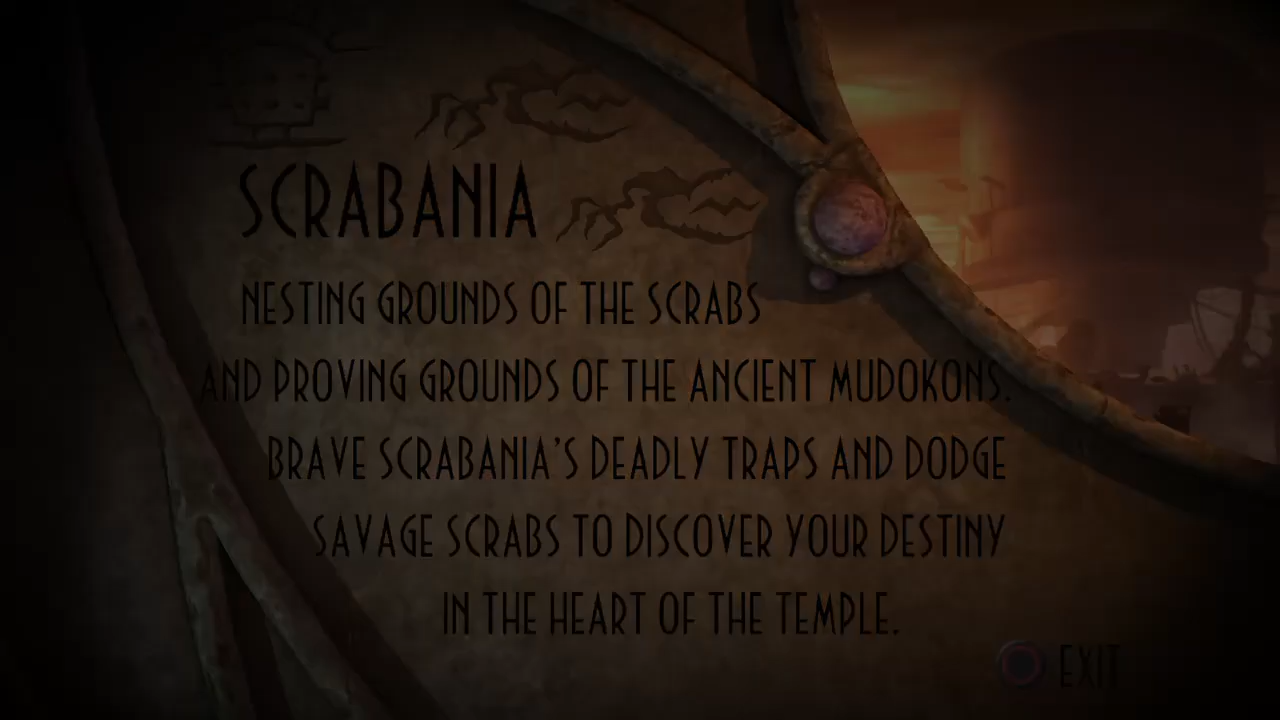 SCRABANIA
NESTING GROUNDS OF THE SCRABS
AND PROVING GROUNDS OF THE ANCIENT MUDOKONS.
BRAVE SCRABANIA'S DEADLY TRAPS AND DODGE
SAVAGE SCRABS TO DISCOVER YOUR DESTINY
IN THE HEART OF THE TEMPLE.
EXIT